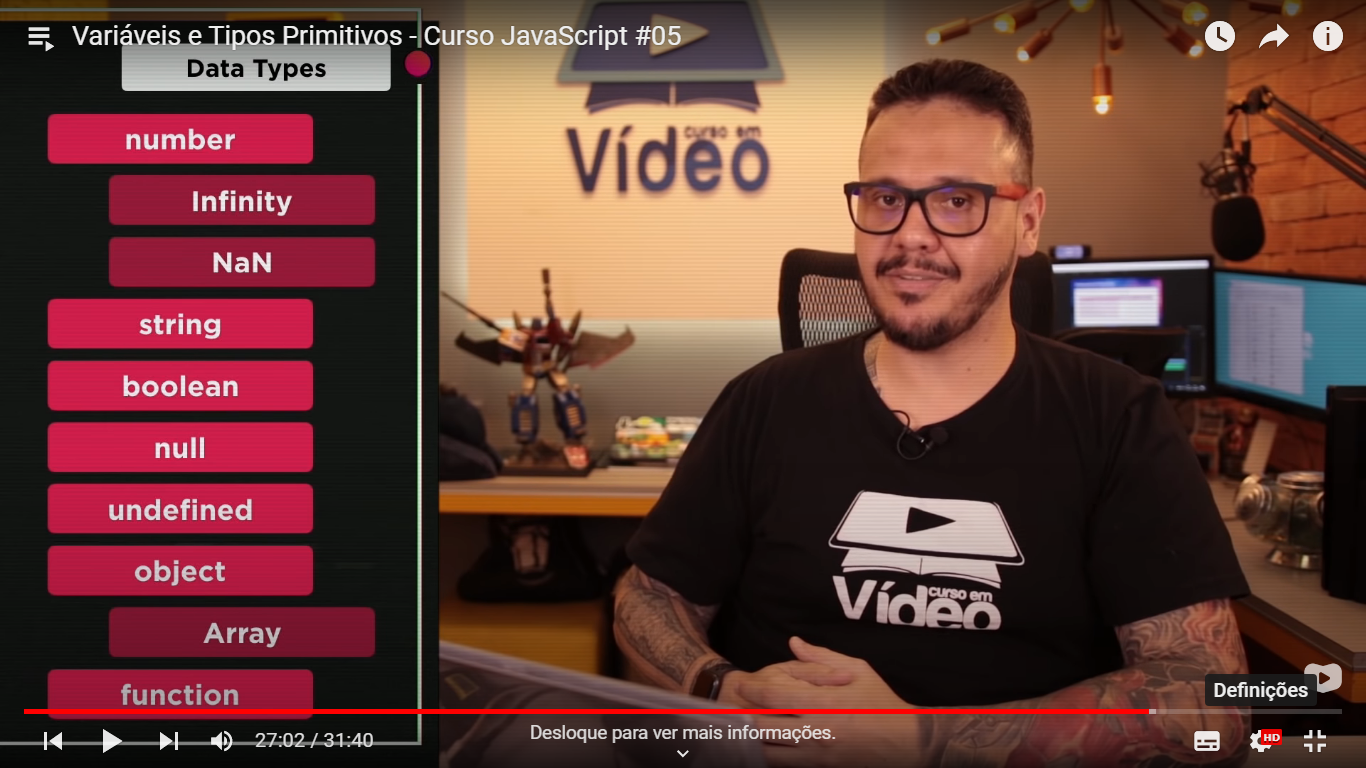 Variáveis e Tipos Primitivos - Curso JavaScript #05
Data Types
number
Infinity
NaN
string
boolean
null
undefined
object
Array
function
curso em
Vídeo
curso em
Vídeo
Definições
27:02 / 31:40
Desloque para ver mais informações.
HD